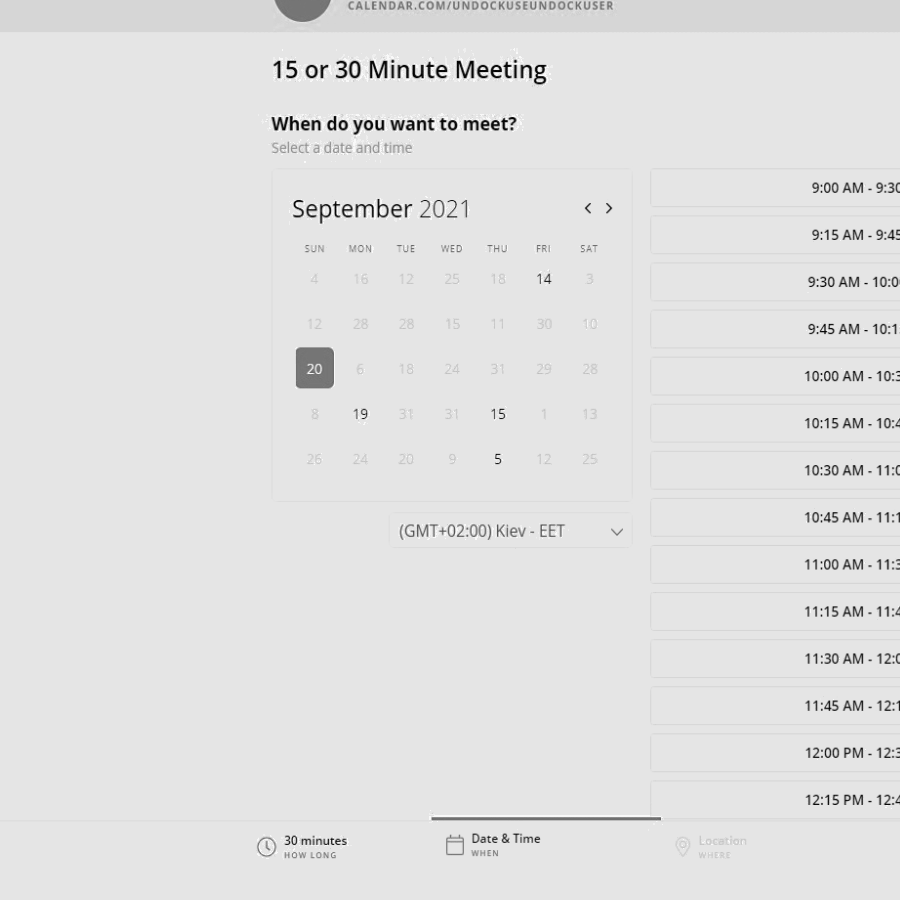 CALENDAR.COM/UNDOCKUSEUNDOCKUSER
15 or 30 Minute Meeting
When do you want to meet?
Select a date and time
September 2021
SUN MON TUE WED THU FRI SAT
4 16 12 25 18 14 3
12 28 28 15 11 30 10
20 6 18 24 31 29 28
8 19 31 31 15 1 13
26 24 20 9 5 12 25
(GMT+02:00) Kiev - EET
9:00 AM - 9:30
9:15 AM - 9:45
9:30 AM - 10:0
9:45 AM - 10:1
10:00 AM - 10:3
10:15 AM - 10:4
10:30 AM - 11:0
10:45 AM - 11:1
11:00 AM - 11:3
11:15 AM - 11:4
11:30 AM - 12:0
11:45 AM - 12:1
12:00 PM - 12:3
12:15 PM - 12:4
30 minutes
HOW LONG
Date & Time
WHEN
Location
WHERE